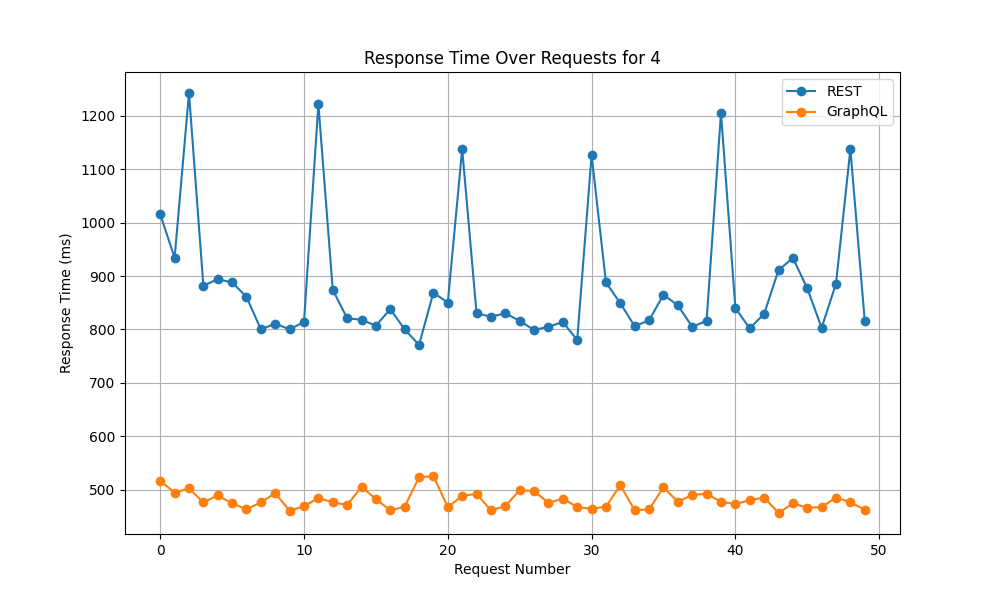 Response Time Over Requests for 4
REST
GraphQL
Response Time (ms)
1200
1100
1000
900
800
700
600
500
0 10 20 30 40 50
Request Number